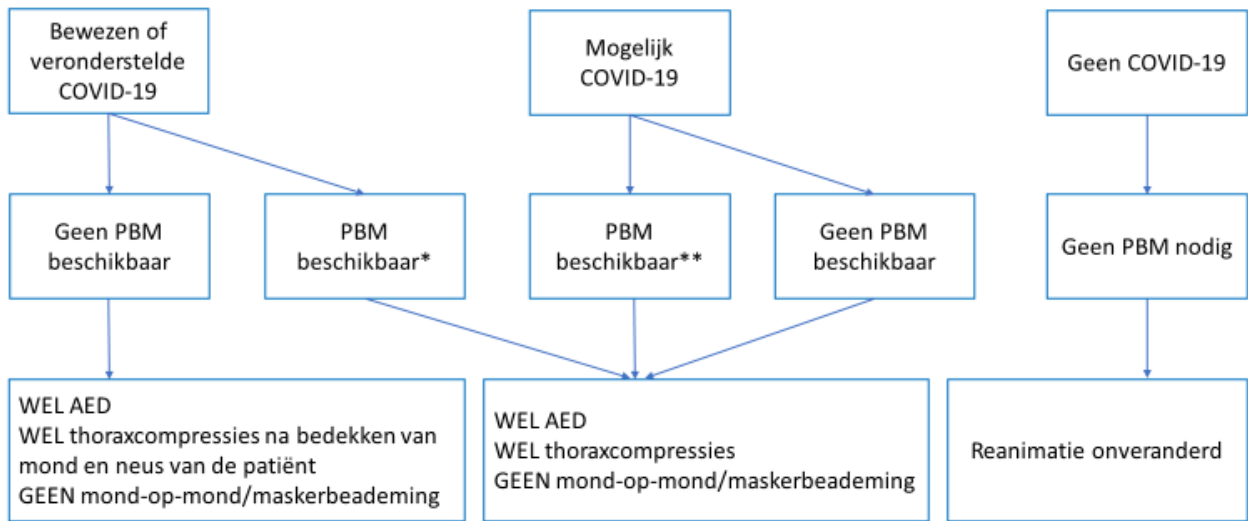 Bewezen of
veronderstelde
COVID-19
Mogelijk
COVID-19
Geen COVID-19
Geen PBM
beschikbaar
PBM
beschikbaar*
PBM
beschikbaar**
Geen PBM
beschikbaar
Geen PBM nodig
WEL AED
WEL thoraxcompressies na bedekken van
mond en neus van de patiënt
GEEN mond-op-mond/maskerbeademing
WEL AED
WEL thoraxcompressies
GEEN mond-op-mond/maskerbeademing
Reanimatie onveranderd